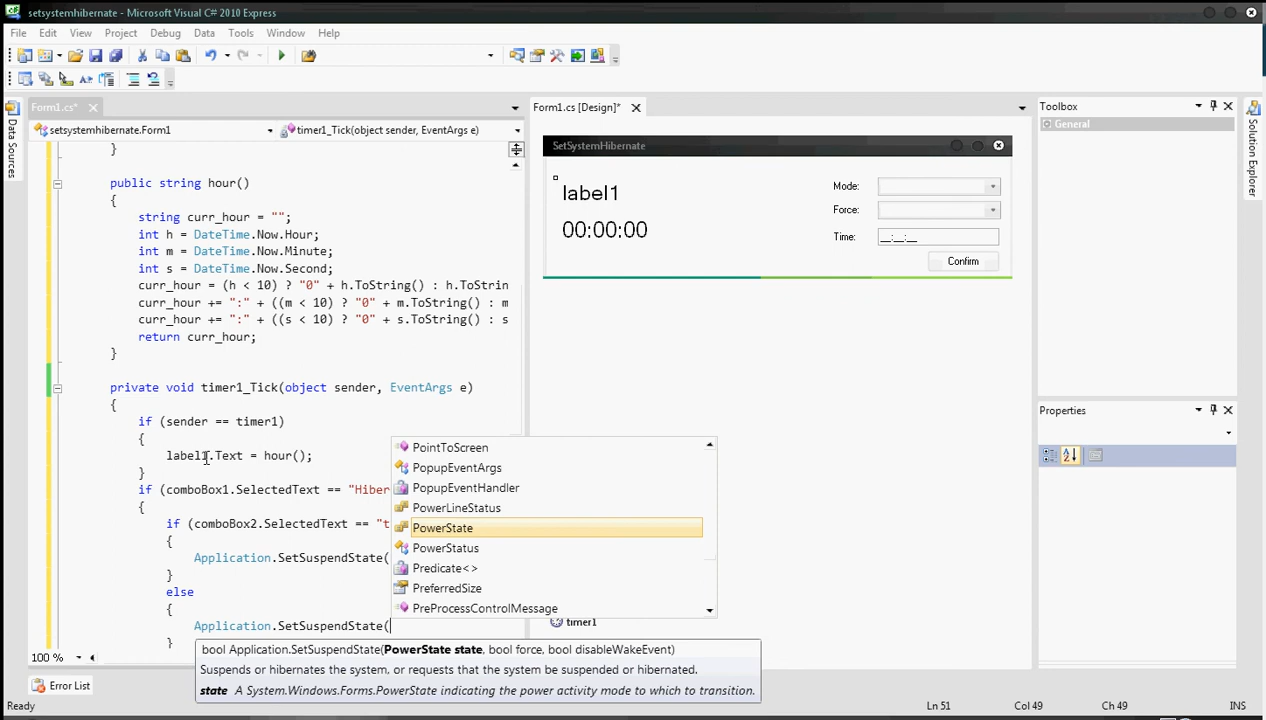 setsystemhibernate - Microsoft Visual C# 2010 Express
File Edit View Project Debug Data Tools Window Help
Form1.cs*
Form1.cs [Design]*
Toolbox
setsystemhibernate.Form1
timer1_Tick(object sender, EventArgs e)
General
Data Sources
Solution Explorer
}
public string hour()
{
string curr_hour = "";
int h = DateTime.Now.Hour;
int m = DateTime.Now.Minute;
int s = DateTime.Now.Second;
curr_hour = (h < 10) ? "0" + h.ToString() : h.ToStrin
curr_hour += ":" + ((m < 10) ? "0" + m.ToString() : m
curr_hour += ":" + ((s < 10) ? "0" + s.ToString() : s
return curr_hour;
}
private void timer1_Tick(object sender, EventArgs e)
{
if (sender == timer1)
{
label1.Text = hour();
}
if (comboBox1.SelectedText == "Hiber
{
if (comboBox2.SelectedText == "t
{
Application.SetSuspendState(
}
else
{
Application.SetSuspendState(
}
PointToScreen
PopupEventArgs
PopupEventHandler
PowerLineStatus
PowerState
PowerStatus
Predicate<>
PreferredSize
PreProcessControlMessage
bool Application.SetSuspendState(PowerState state, bool force, bool disableWakeEvent)
Suspends or hibernates the system, or requests that the system be suspended or hibernated.
state A System.Windows.Forms.PowerState indicating the power activity mode to which to transition.
SetSystemHibernate
label1
00:00:00
Mode:
Force:
Time: __:__:__
Confirm
timer1
Properties
100 %
Error List
Ready
Ln 51
Col 49
Ch 49
INS